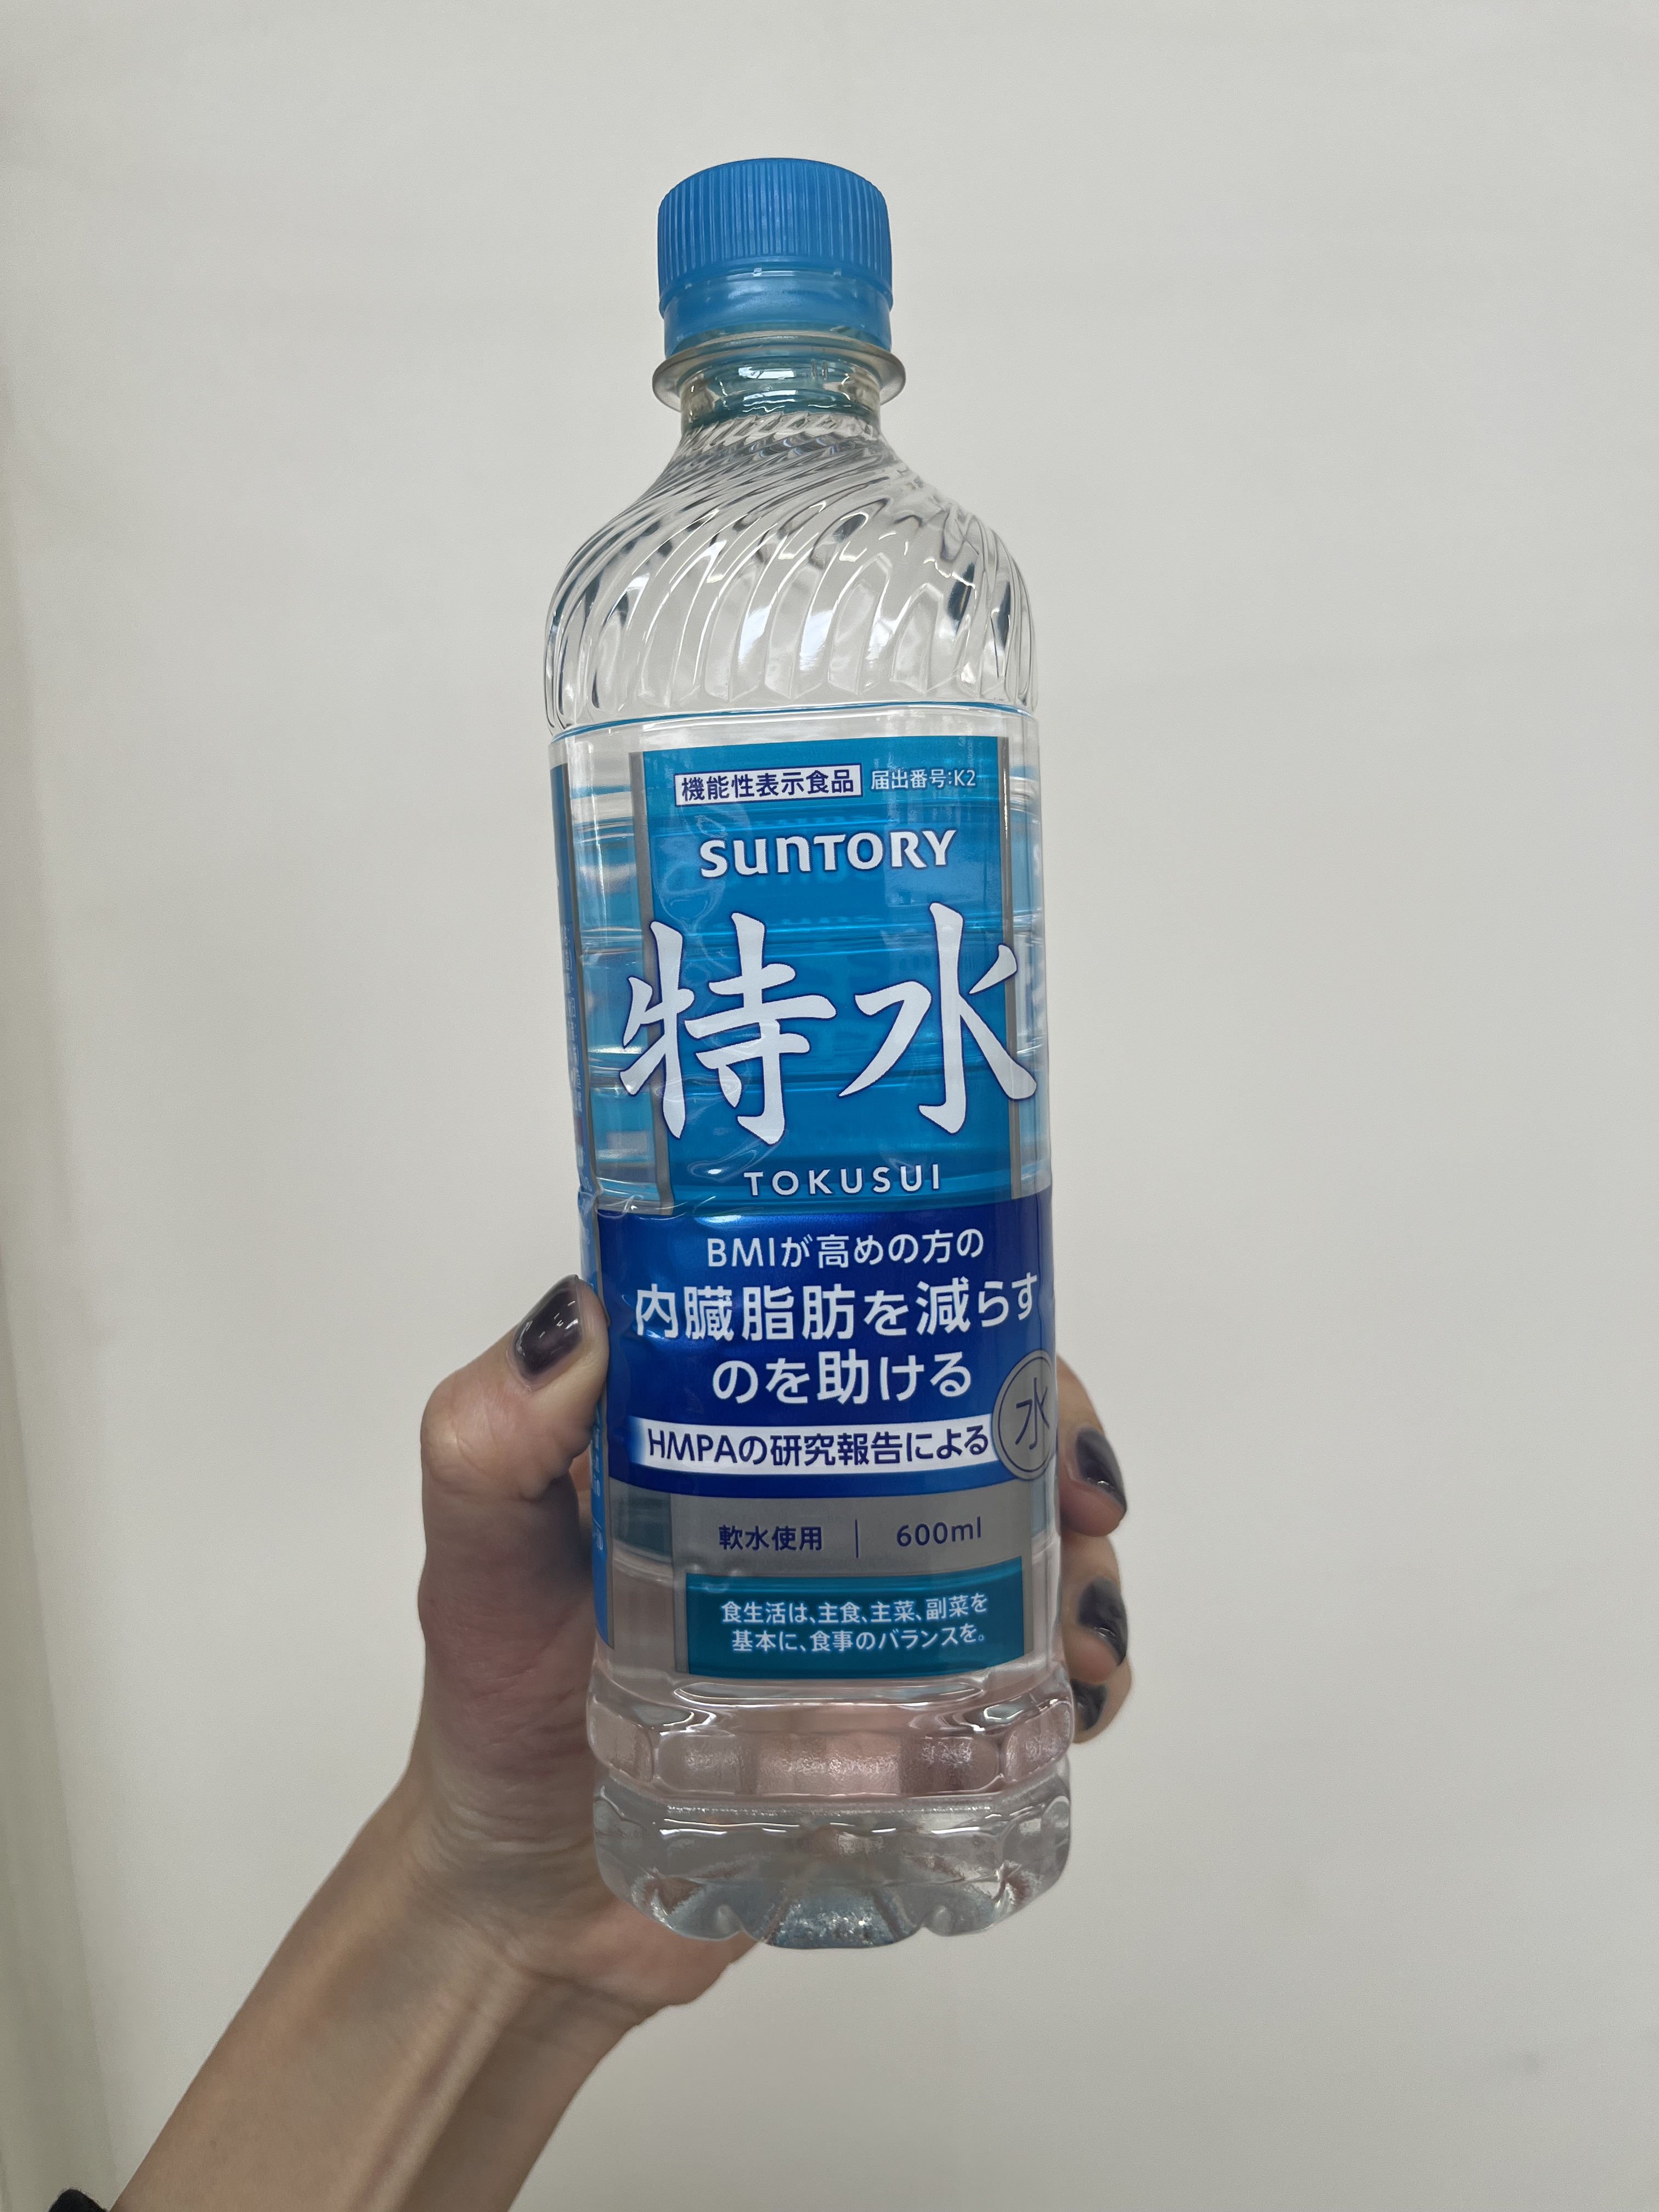 機能性表示食品 届出番号:K2
SUNTORY
特水
TOKUSUI
BMIが高めの方の
内臓脂肪を減らす
のを助ける
HMPAの研究報告による
水
軟水使用 | 600ml
食生活は、主食、主菜、副菜を
基本に、食事のバランスを。